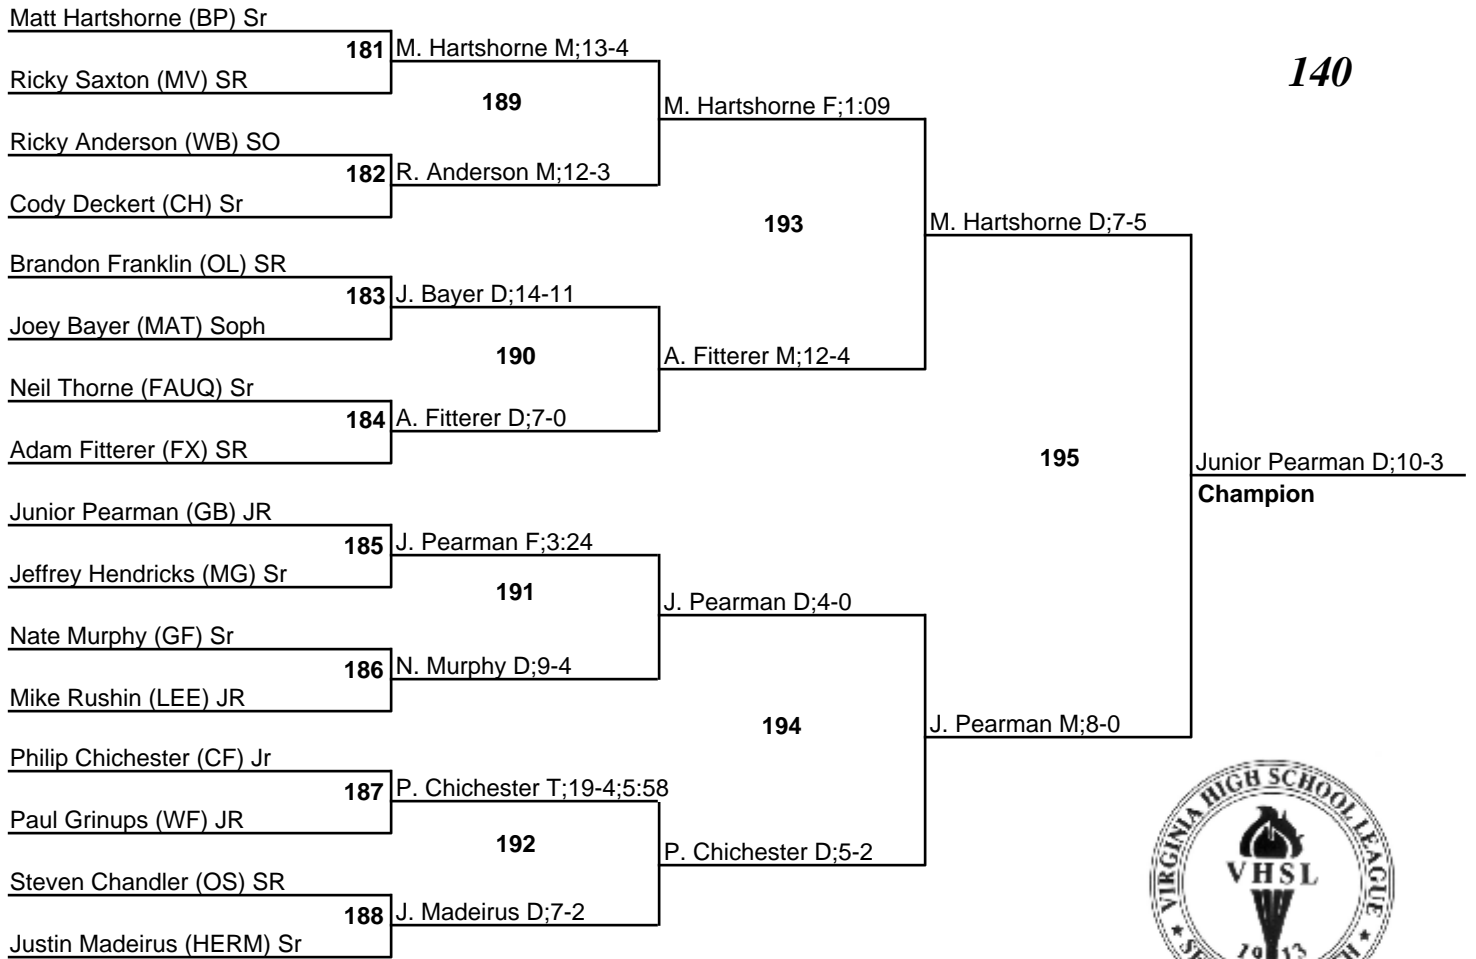 Matt Hartshorne (BP) Sr
181 M. Hartshorne M;13-4
Ricky Saxton (MV) SR
140
189
M. Hartshorne F;1:09
Ricky Anderson (WB) SO
182 R. Anderson M;12-3
Cody Deckert (CH) Sr
193
M. Hartshorne D;7-5
Brandon Franklin (OL) SR
183 J. Bayer D;14-11
Joey Bayer (MAT) Soph
190
A. Fitterer M;12-4
Neil Thorne (FAUQ) Sr
184 A. Fitterer D;7-0
Adam Fitterer (FX) SR
195
Junior Pearman D;10-3
Champion
Junior Pearman (GB) JR
185 J. Pearman F;3:24
Jeffrey Hendricks (MG) Sr
191
J. Pearman D;4-0
Nate Murphy (GF) Sr
186 N. Murphy D;9-4
Mike Rushin (LEE) JR
194
J. Pearman M;8-0
Philip Chichester (CF) Jr
187 P. Chichester T;19-4;5:58
Paul Grinups (WF) JR
192
P. Chichester D;5-2
Steven Chandler (OS) SR
188 J. Madeirus D;7-2
Justin Madeirus (HERM) Sr
VIRGINIA HIGH SCHOOL LEAGUE
VHSL
1913